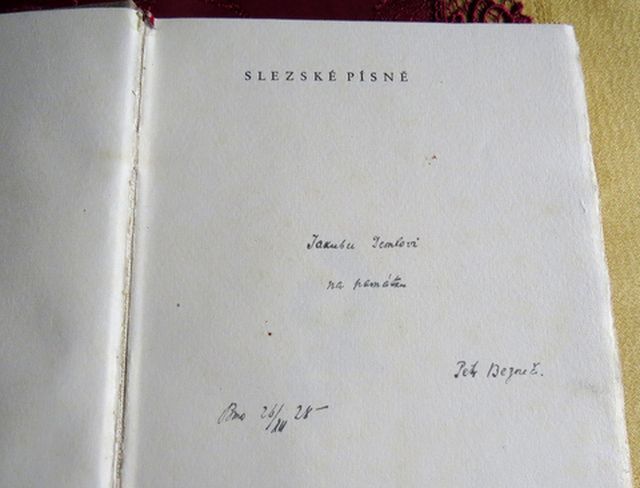 SLEZSKÉ PÍSNĚ
Jakubu Demlovi
na památku
Petr Bezruč.
Brno 26/XII 28 –